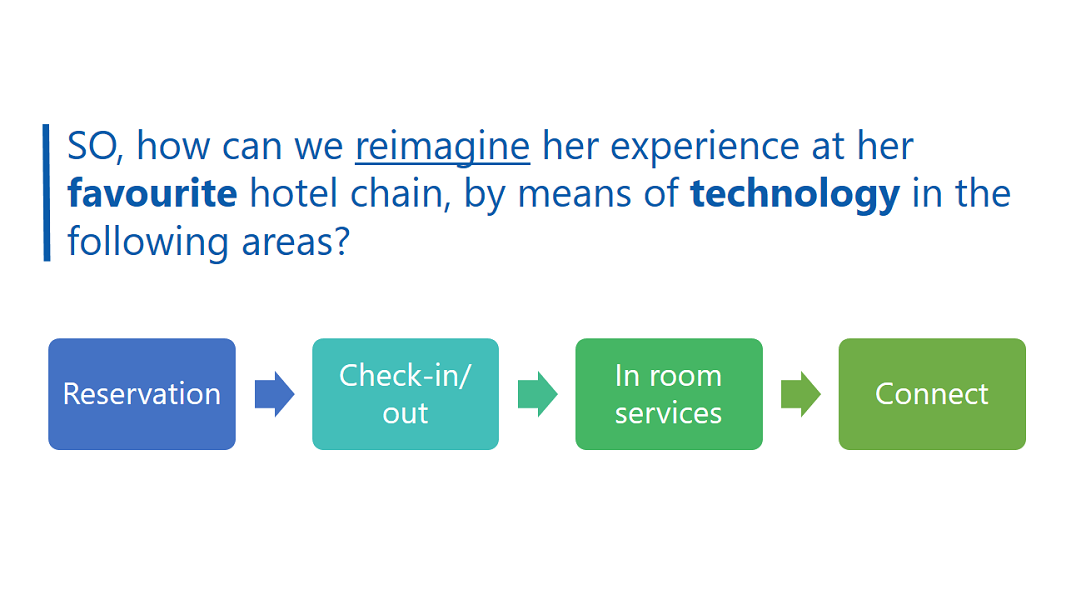 SO, how can we reimagine her experience at her
favourite hotel chain, by means of technology in the
following areas?
Reservation
Check-in/
out
In room
services
Connect